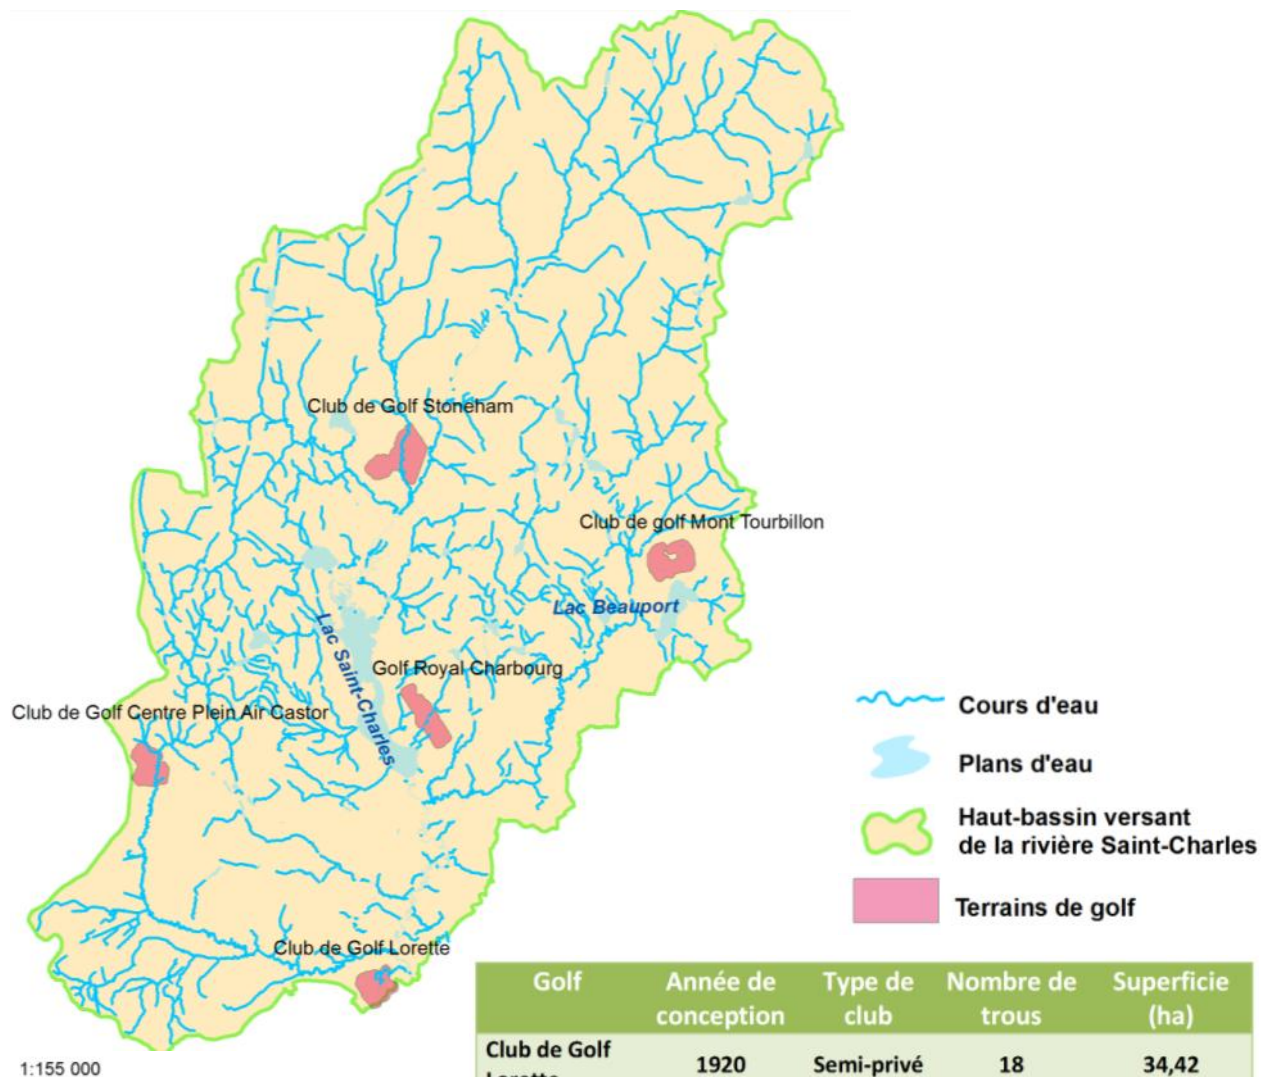 Club de Golf Stoneham
Club de golf Mont Tourbillon
Lac Beauport
Lac Saint-Charles
Golf Royal Charbourg
Club de Golf Centre Plein Air Castor
Club de Golf Lorette
Cours d'eau
Plans d'eau
Haut-bassin versant
de la rivière Saint-Charles
Terrains de golf
Golf Année de Type de Nombre de Superficie
conception club trous (ha)
Club de Golf
Lorette 1920 Semi-privé 18 34,42
1:155 000